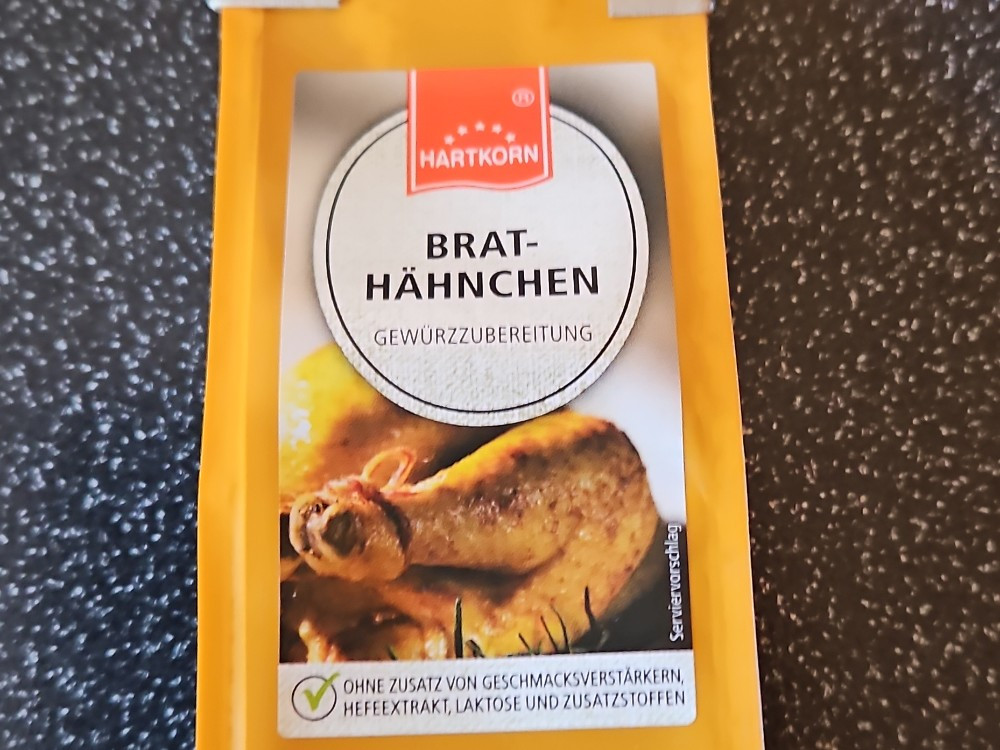 ®
HARTKORN
BRAT-
HÄHNCHEN
GEWÜRZZUBEREITUNG
Serviervorschlag
OHNE ZUSATZ VON GESCHMACKSVERSTÄRKERN,
HEFEEXTRAKT, LAKTOSE UND ZUSATZSTOFFEN